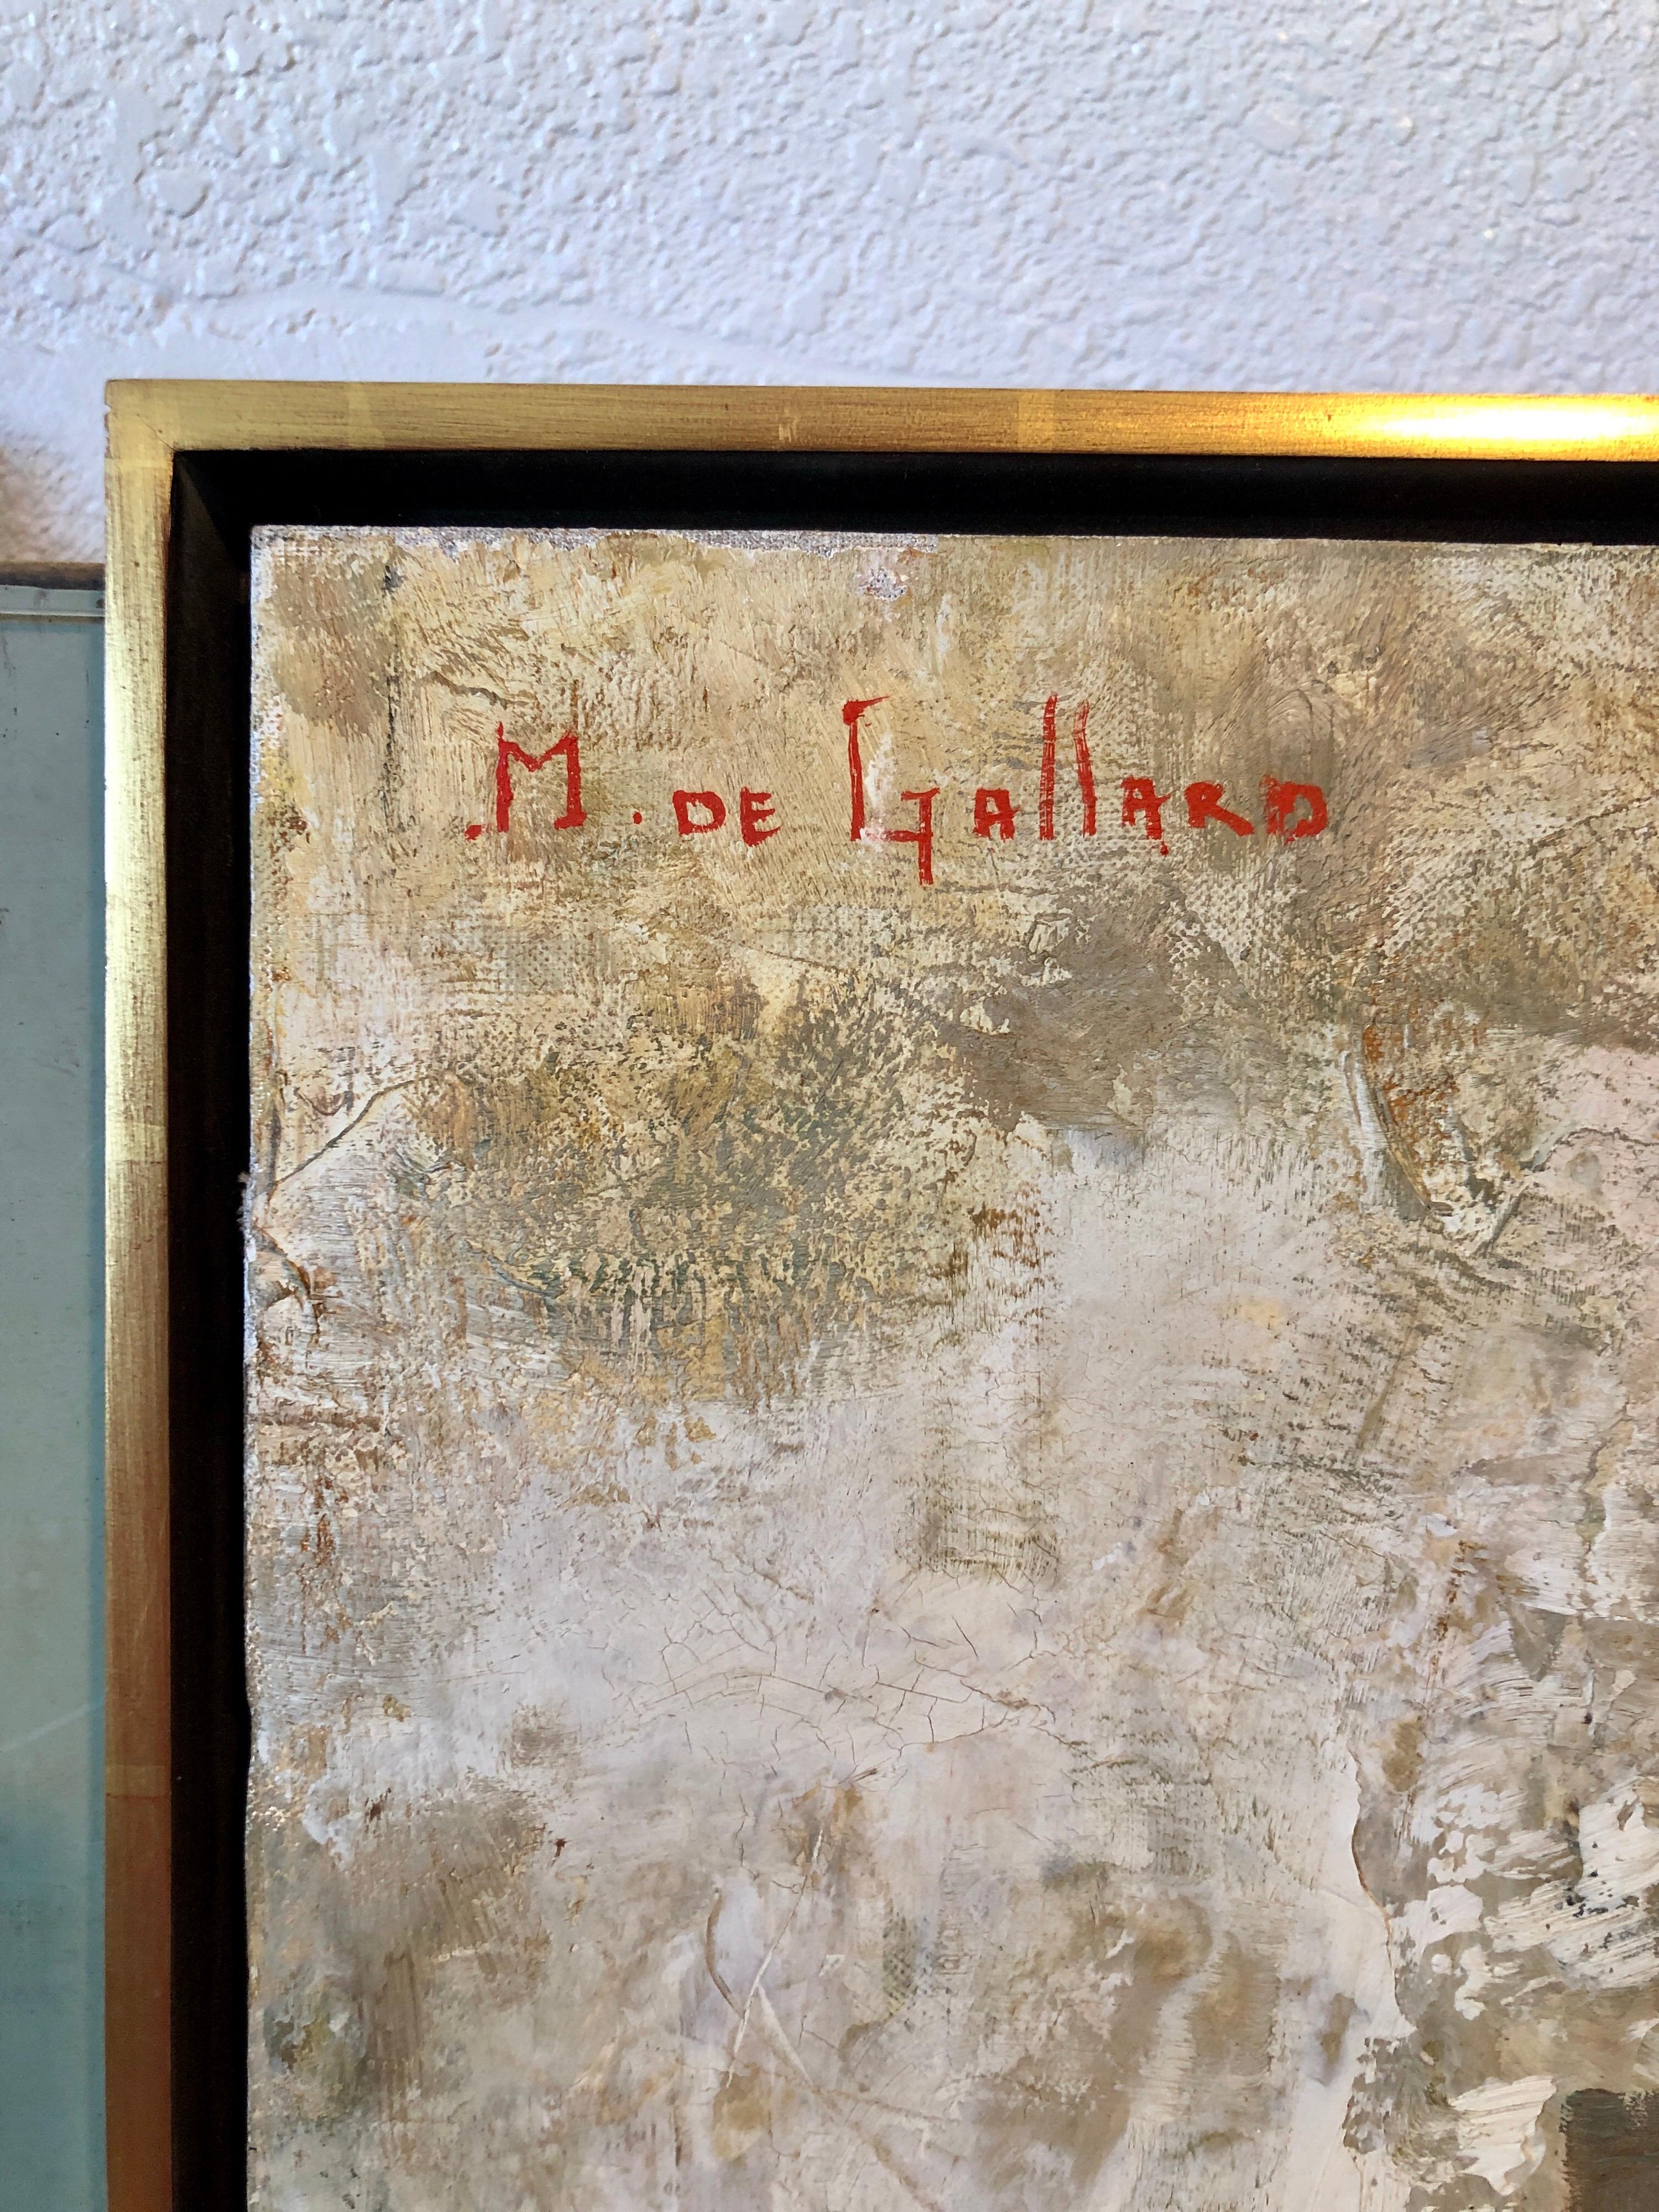 .M. DE GallARD